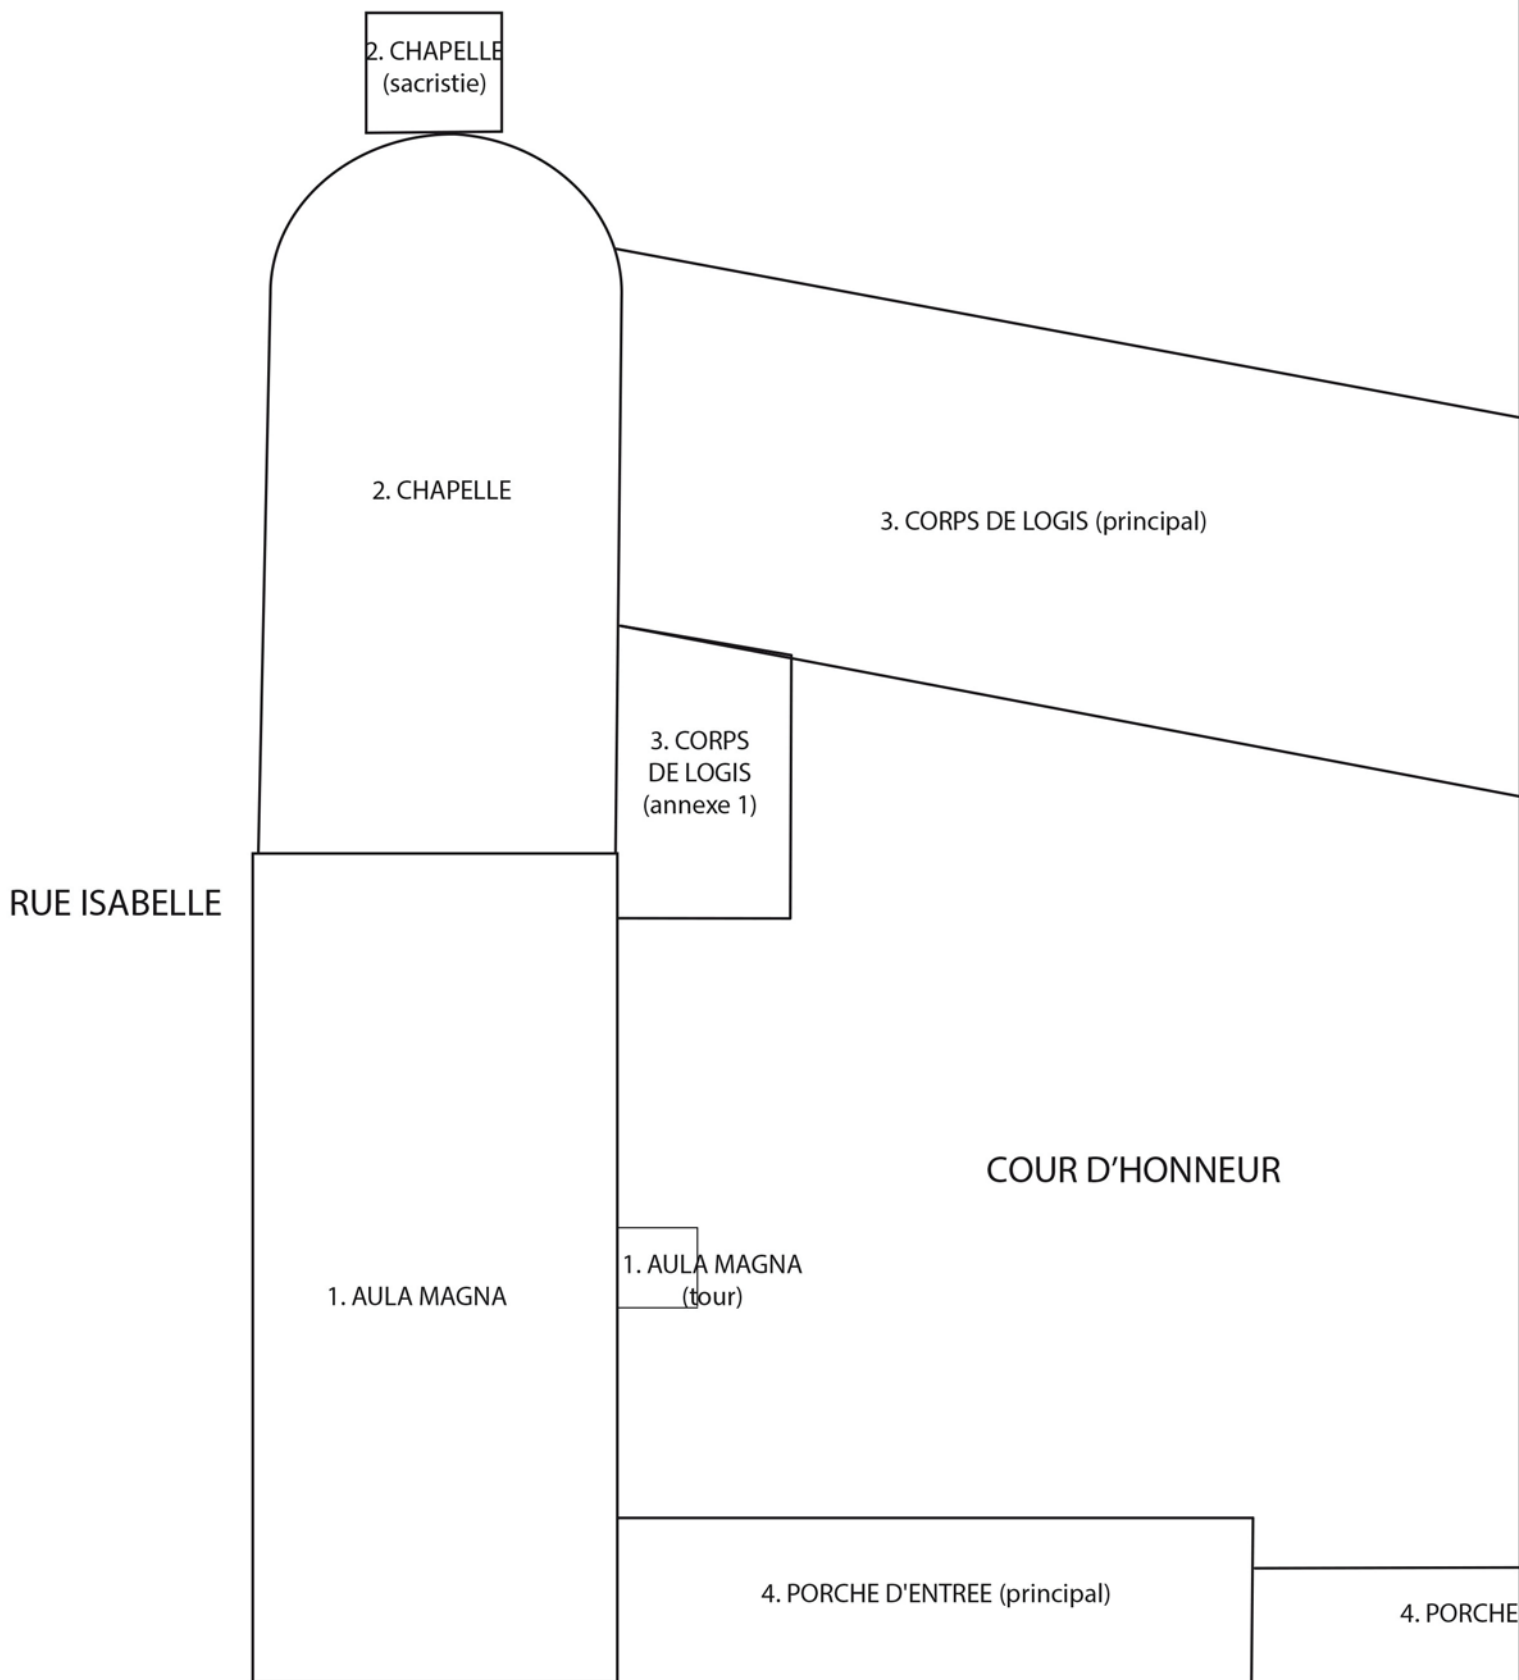 2. CHAPELLE
(sacristie)
2. CHAPELLE
3. CORPS DE LOGIS (principal)
3. CORPS
DE LOGIS
(annexe 1)
RUE ISABELLE
COUR D’HONNEUR
1. AULA MAGNA
(tour)
1. AULA MAGNA
4. PORCHE D'ENTREE (principal)
4. PORCHE